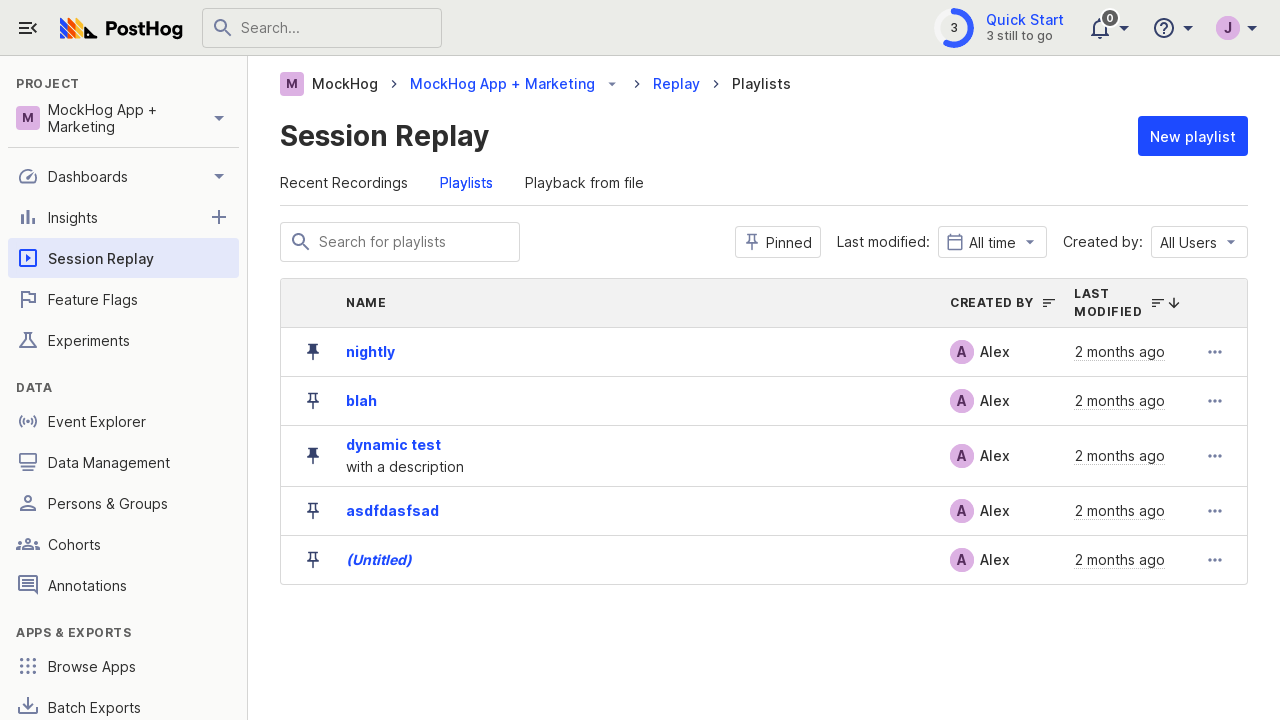 PostHog
Search...
3
Quick Start
3 still to go
0
J
PROJECT
M
MockHog App +
Marketing
Dashboards
Insights
Session Replay
Feature Flags
Experiments
DATA
Event Explorer
Data Management
Persons & Groups
Cohorts
Annotations
APPS & EXPORTS
Browse Apps
Batch Exports
M MockHog
MockHog App + Marketing
Replay
Playlists
Session Replay
New playlist
Recent Recordings
Playlists
Playback from file
Search for playlists
Pinned
Last modified:
All time
Created by:
All Users
NAME
CREATED BY
LAST
MODIFIED
nightly
A Alex
2 months ago
blah
A Alex
2 months ago
dynamic test
with a description
A Alex
2 months ago
asdfdasfsad
A Alex
2 months ago
(Untitled)
A Alex
2 months ago